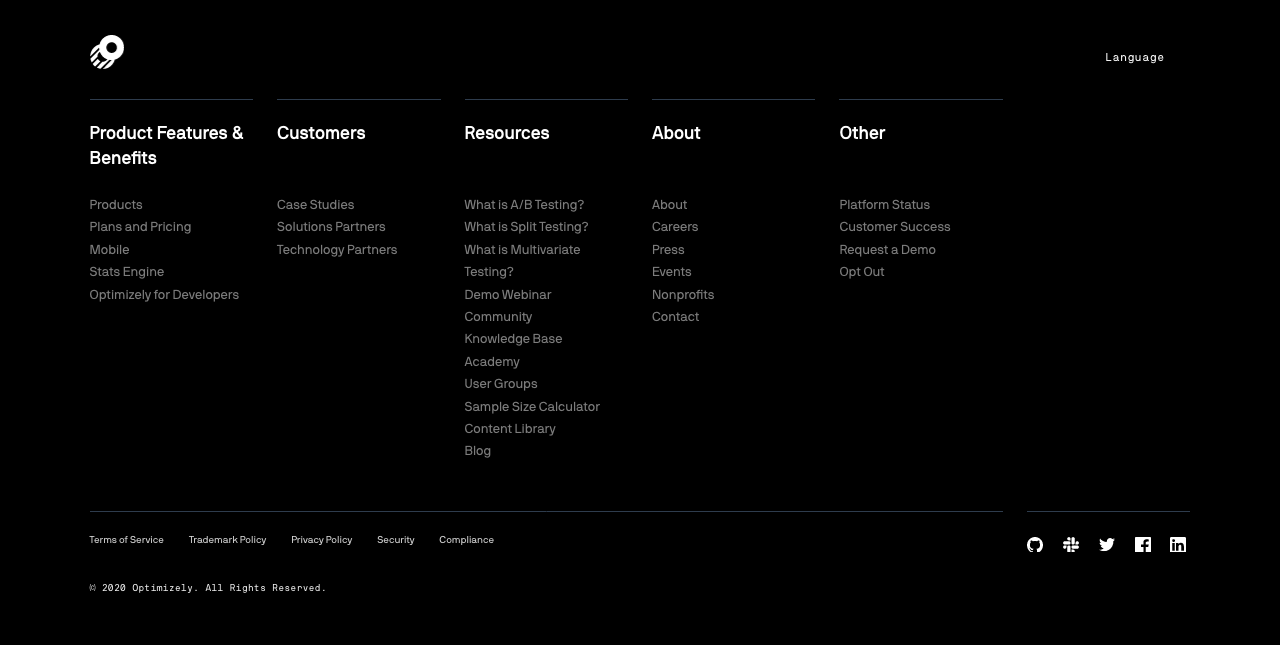 Language
Product Features &
Benefits
Products
Plans and Pricing
Mobile
Stats Engine
Optimizely for Developers
Customers
Case Studies
Solutions Partners
Technology Partners
Resources
What is A/B Testing?
What is Split Testing?
What is Multivariate
Testing?
Demo Webinar
Community
Knowledge Base
Academy
User Groups
Sample Size Calculator
Content Library
Blog
About
About
Careers
Press
Events
Nonprofits
Contact
Other
Platform Status
Customer Success
Request a Demo
Opt Out
Terms of Service
Trademark Policy
Privacy Policy
Security
Compliance
© 2020 Optimizely. All Rights Reserved.